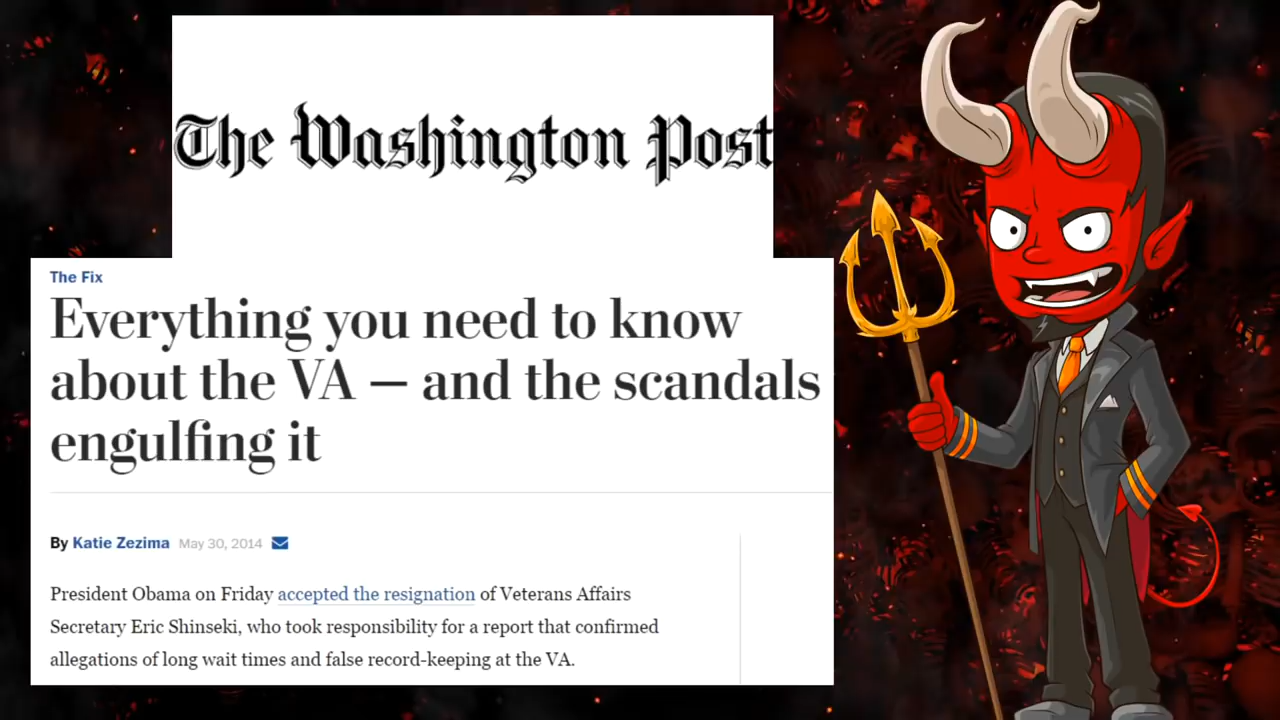 The Washington Post
The Fix
Everything you need to know
about the VA — and the scandals
engulfing it
By Katie Zezima May 30, 2014
President Obama on Friday accepted the resignation of Veterans Affairs
Secretary Eric Shinseki, who took responsibility for a report that confirmed
allegations of long wait times and false record-keeping at the VA.